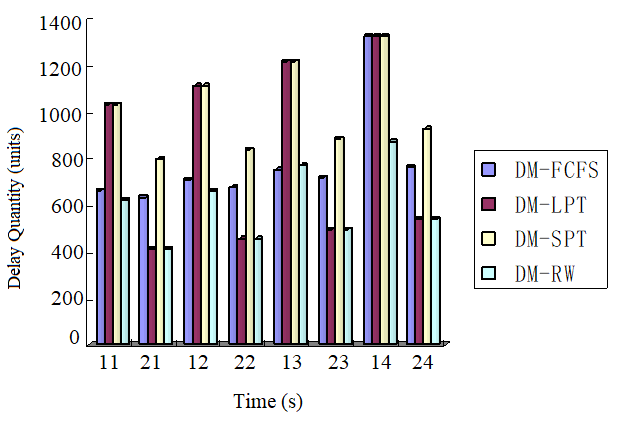 1400
1200
1000
800
600
400
200
0
Delay Quantity (units)
11 21 12 22 13 23 14 24
Time (s)
DM-FCFS
DM-LPT
DM-SPT
DM-RW